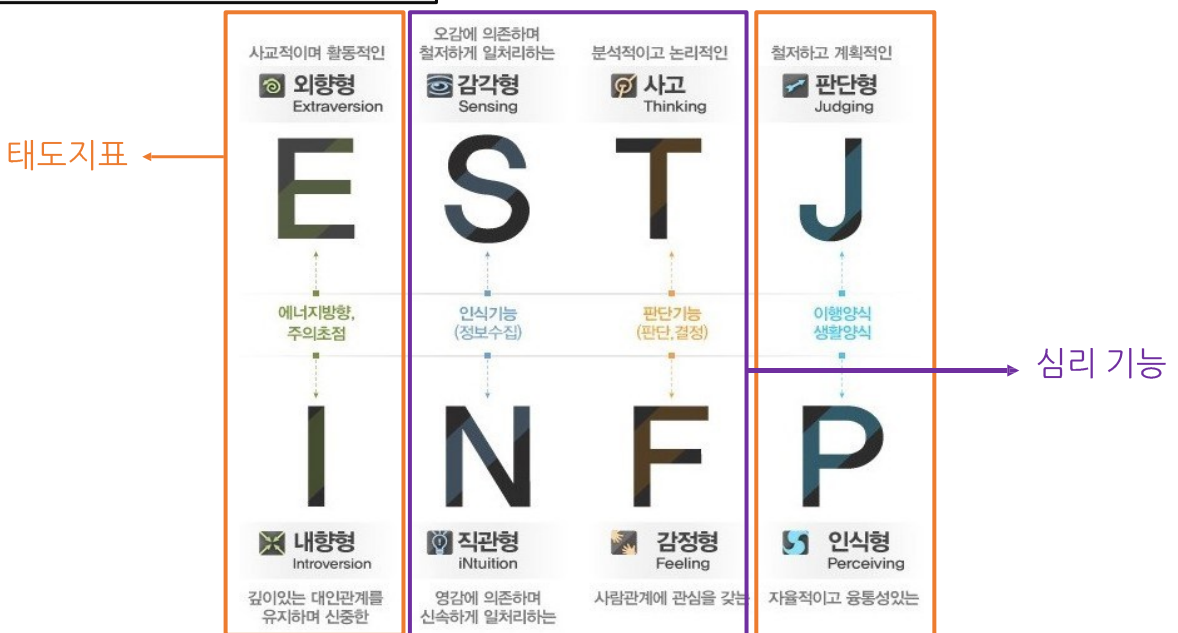 사교적이며 활동적인
외향형
Extraversion
E
에너지방향,
주의초점
I
내향형
Introversion
깊이있는 대인관계를
유지하며 신중한
오감에 의존하며
철저하게 일처리하는
감각형
Sensing
S
인식기능
(정보수집)
N
직관형
iNtuition
영감에 의존하며
신속하게 일처리하는
분석적이고 논리적인
사고
Thinking
T
판단기능
(판단,결정)
F
감정형
Feeling
사람관계에 관심을 갖는
철저하고 계획적인
판단형
Judging
J
이행양식
생활양식
P
인식형
Perceiving
자율적이고 융통성있는
태도지표
심리 기능